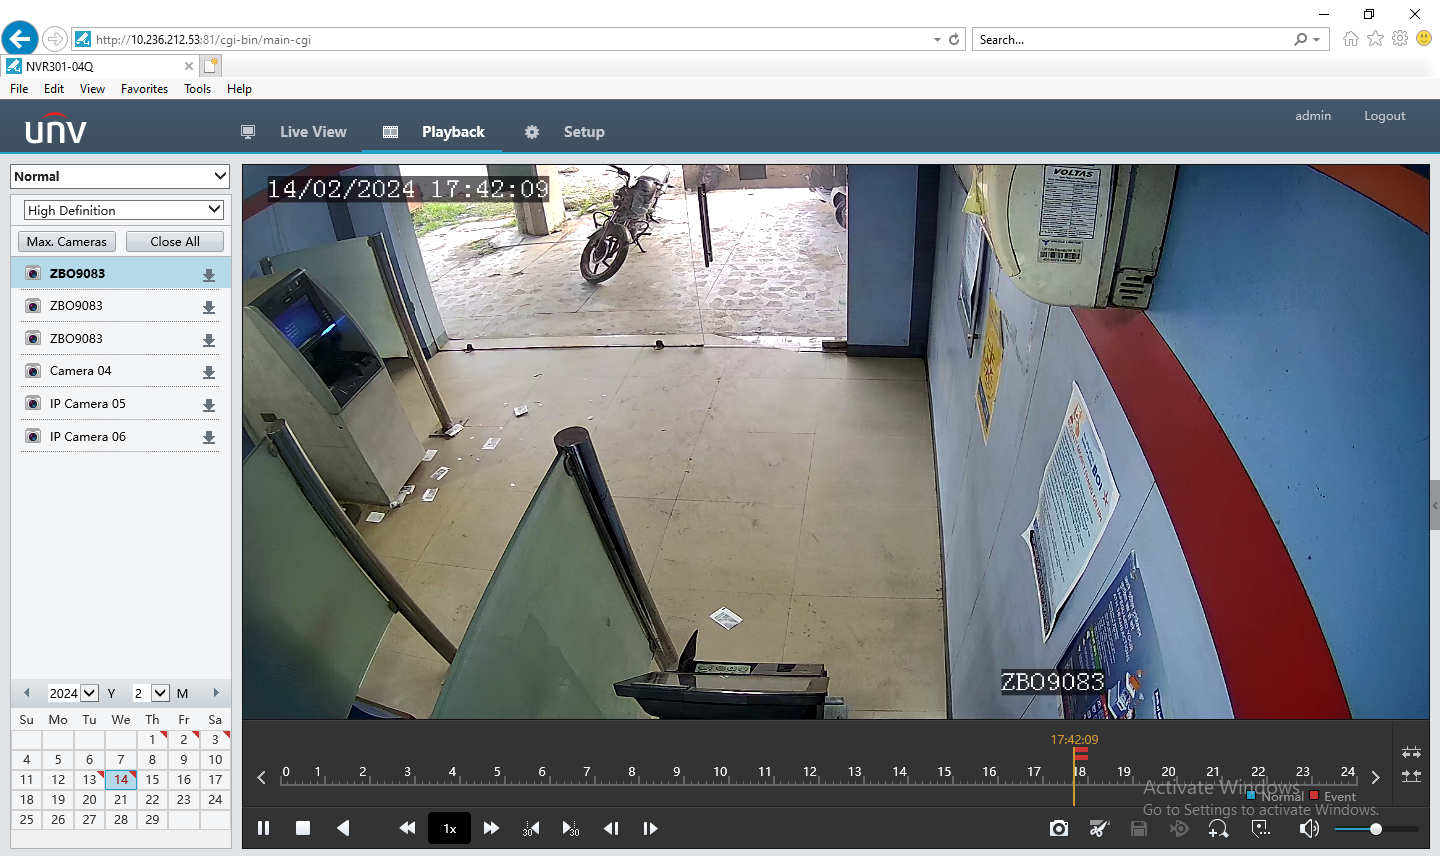 http://10.236.212.53:81/cgi-bin/main-cgi
Search...
NVR301-04Q
File Edit View Favorites Tools Help
unv
Live View Playback Setup
admin Logout
Normal
High Definition
Max. Cameras Close All
ZBO9083
ZBO9083
ZBO9083
Camera 04
IP Camera 05
IP Camera 06
2024 Y 2 M
Su Mo Tu We Th Fr Sa
1 2 3
4 5 6 7 8 9 10
11 12 13 14 15 16 17
18 19 20 21 22 23 24
25 26 27 28 29
14/02/2024 17:42:09
VOLTAS
BOI
ZBO9083
17:42:09
0 1 2 3 4 5 6 7 8 9 10 11 12 13 14 15 16 17 18 19 20 21 22 23 24
Normal Event
Activate Windows
Go to Settings to activate Windows.
1x
30 30